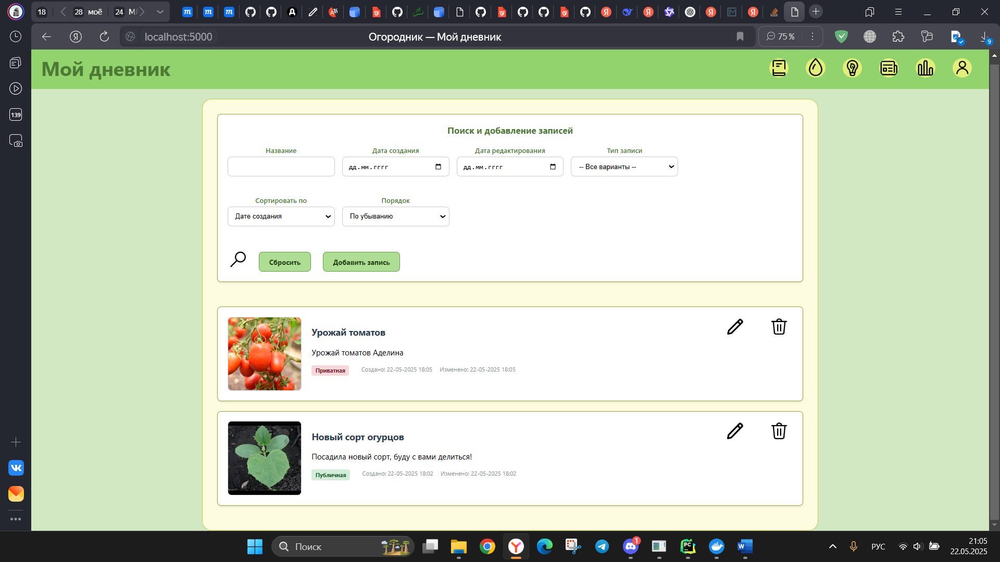 18
28 моё
24 МЛ
localhost:5000
Огородник — Мой дневник
75 %
9
139
Мой дневник
Поиск и добавление записей
Название
Дата создания
Дата редактирования
Тип записи
дд.мм.гггг
дд.мм.гггг
-- Все варианты --
Сортировать по
Порядок
Дате создания
По убыванию
Сбросить
Добавить запись
Урожай томатов
Урожай томатов Аделина
Приватная
Создано: 22-05-2025 18:05
Изменено: 22-05-2025 18:05
Новый сорт огурцов
Посадила новый сорт, буду с вами делиться!
Публичная
Создано: 22-05-2025 18:02
Изменено: 22-05-2025 18:02
Поиск
1
РУС
21:05
22.05.2025